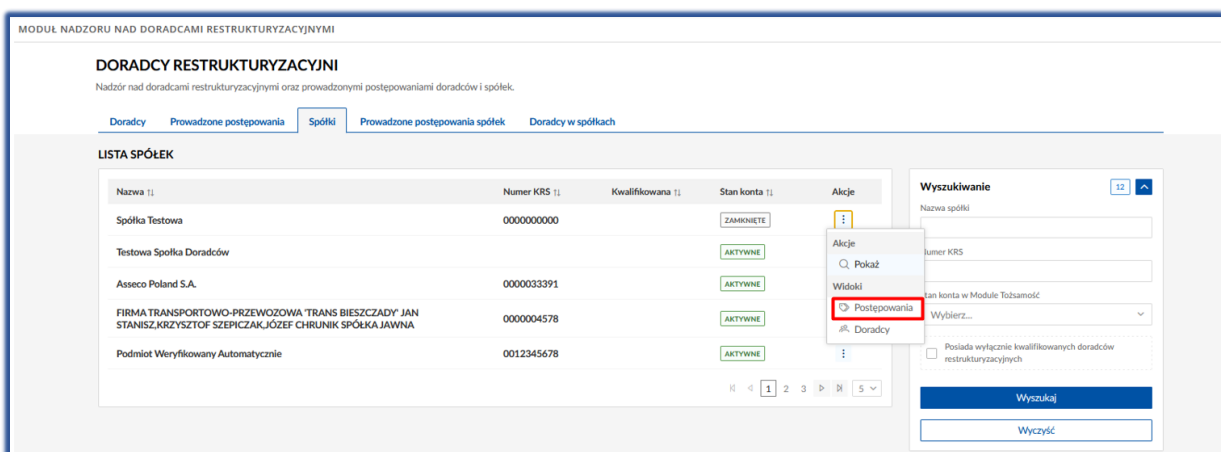 MODUŁ NADZORU NAD DORADCAMI RESTRUKTURYZACYJNYMI
DORADCY RESTRUKTURYZACYJNI
Nadzór nad doradcami restrukturyzacyjnymi oraz prowadzonymi postępowaniami doradców i spółek.
Doradcy Prowadzone postępowania Spółki Prowadzone postępowania spółek Doradcy w spółkach
LISTA SPÓŁEK
Nazwa Numer KRS Kwalifikowana Stan konta Akcje
Spółka Testowa 0000000000 ZAMKNIĘTE
Testowa Społka Doradców AKTYWNE
Asseco Poland S.A. 0000033391 AKTYWNE
FIRMA TRANSPORTOWO-PRZEWOZOWA 'TRANS BIESZCZADY' JAN
STANISZ,KRZYSZTOF SZEPICZAK,JÓZEF CHRUNIK SPÓŁKA JAWNA 0000004578 AKTYWNE
Podmiot Weryfikowany Automatycznie 0012345678 AKTYWNE
1 2 3 5
Akcje
Pokaż
Widoki
Postępowania
Doradcy
Wyszukiwanie 12
Nazwa spółki
umer KRS
tan konta w Module Tożsamość
Wybierz...
Posiada wyłącznie kwalifikowanych doradców
restrukturyzacyjnych
Wyszukaj
Wyczyść